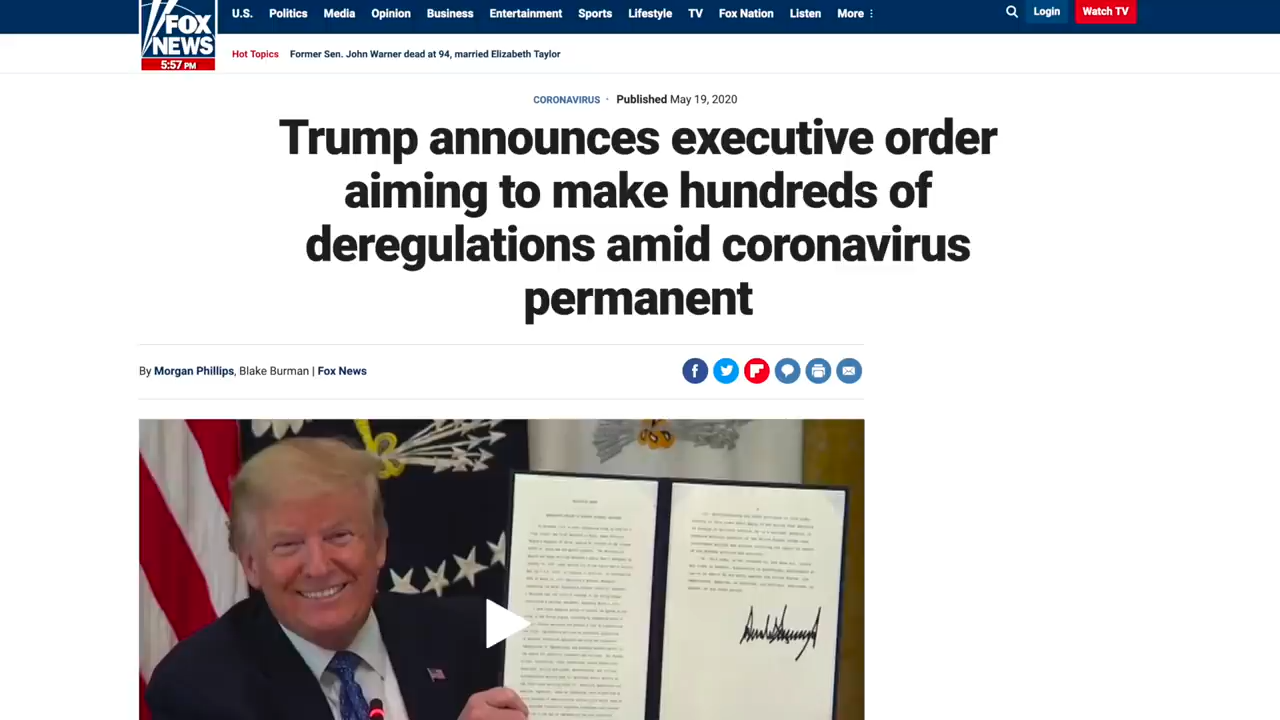 FOX
NEWS
5:57 PM
U.S. Politics Media Opinion Business Entertainment Sports Lifestyle TV Fox Nation Listen More Login Watch TV
Hot Topics Former Sen. John Warner dead at 94, married Elizabeth Taylor
CORONAVIRUS · Published May 19, 2020
Trump announces executive order
aiming to make hundreds of
deregulations amid coronavirus
permanent
By Morgan Phillips, Blake Burman | Fox News